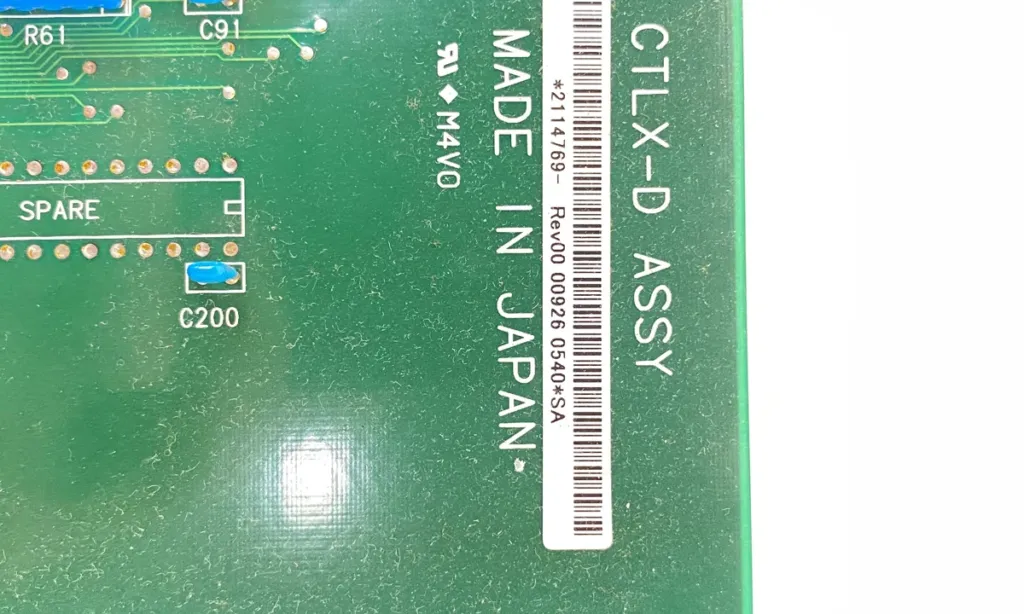 R61
C91
SPARE
C200
M4V0
MADE IN JAPAN
*2114769- Rev00 00926 0540*SA
CTLX-D ASSY